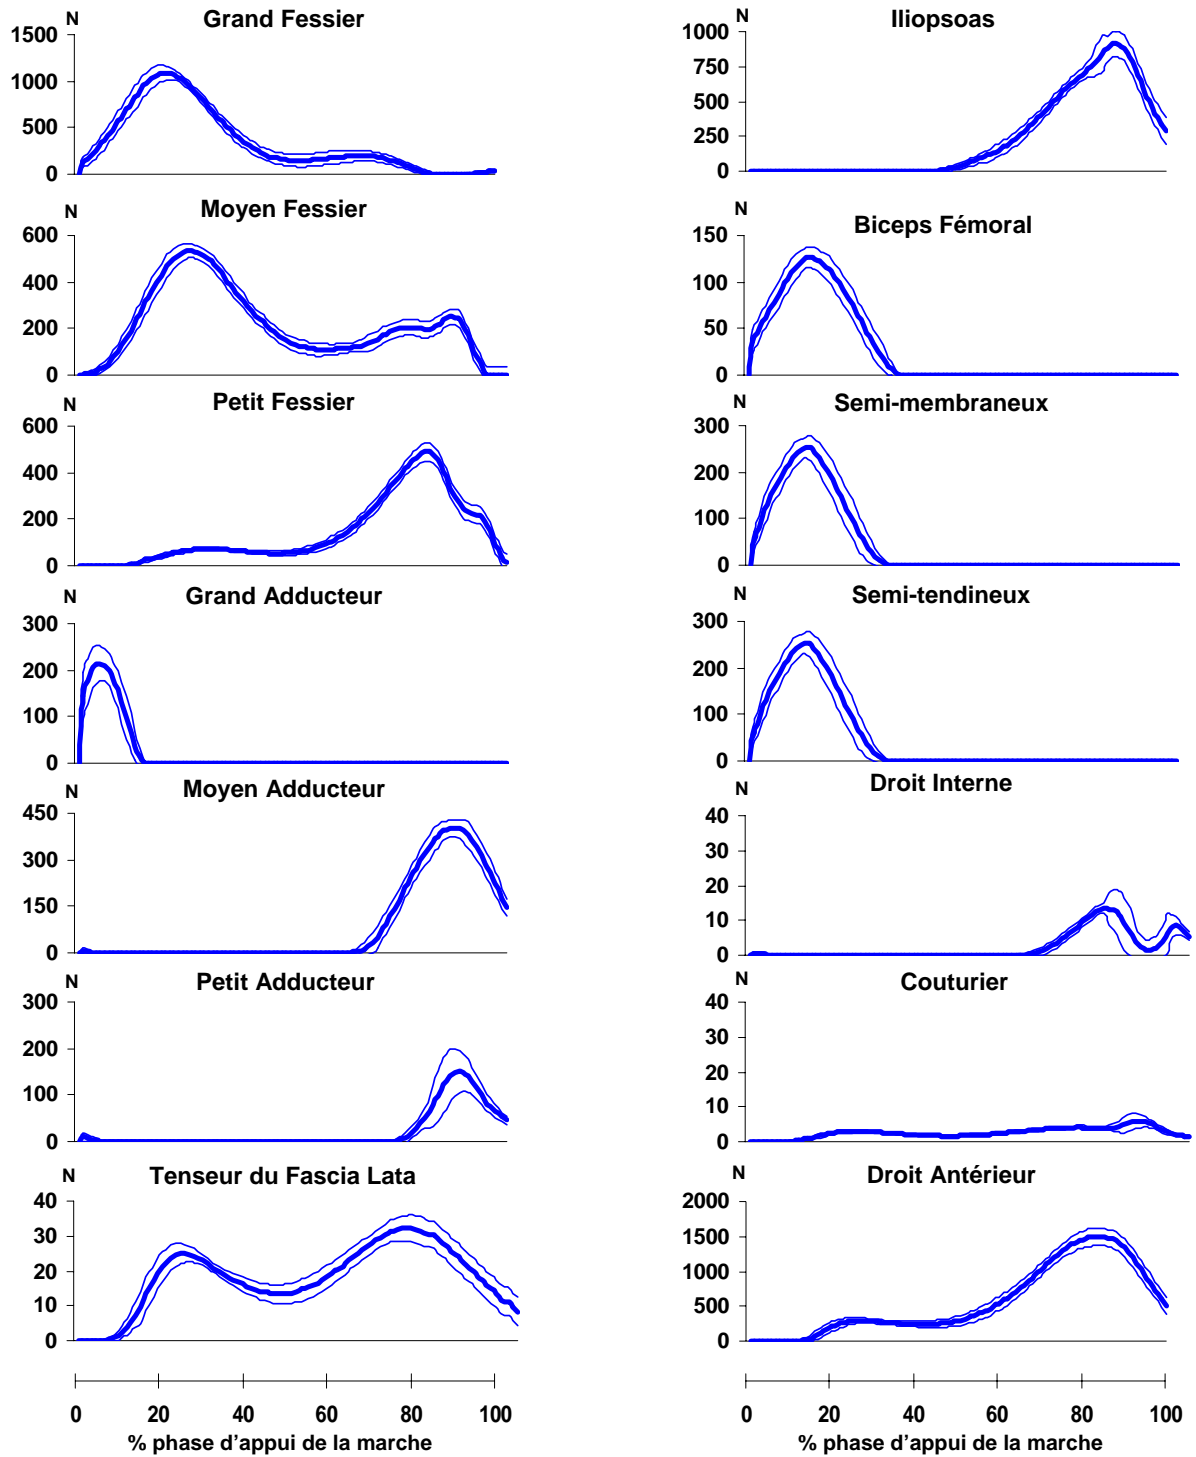 N
Grand Fessier
1500
1000
500
0
N
Moyen Fessier
600
400
200
0
N
Petit Fessier
600
400
200
0
N
Grand Adducteur
300
200
100
0
N
Moyen Adducteur
450
300
150
0
N
Petit Adducteur
300
200
100
0
N
Tenseur du Fascia Lata
40
30
20
10
0
0 20 40 60 80 100
% phase d'appui de la marche
N
Iliopsoas
1000
750
500
250
0
N
Biceps Fémoral
150
100
50
0
N
Semi-membraneux
300
200
100
0
N
Semi-tendineux
300
200
100
0
N
Droit Interne
40
30
20
10
0
N
Couturier
40
30
20
10
0
N
Droit Antérieur
2000
1500
1000
500
0
0 20 40 60 80 100
% phase d'appui de la marche